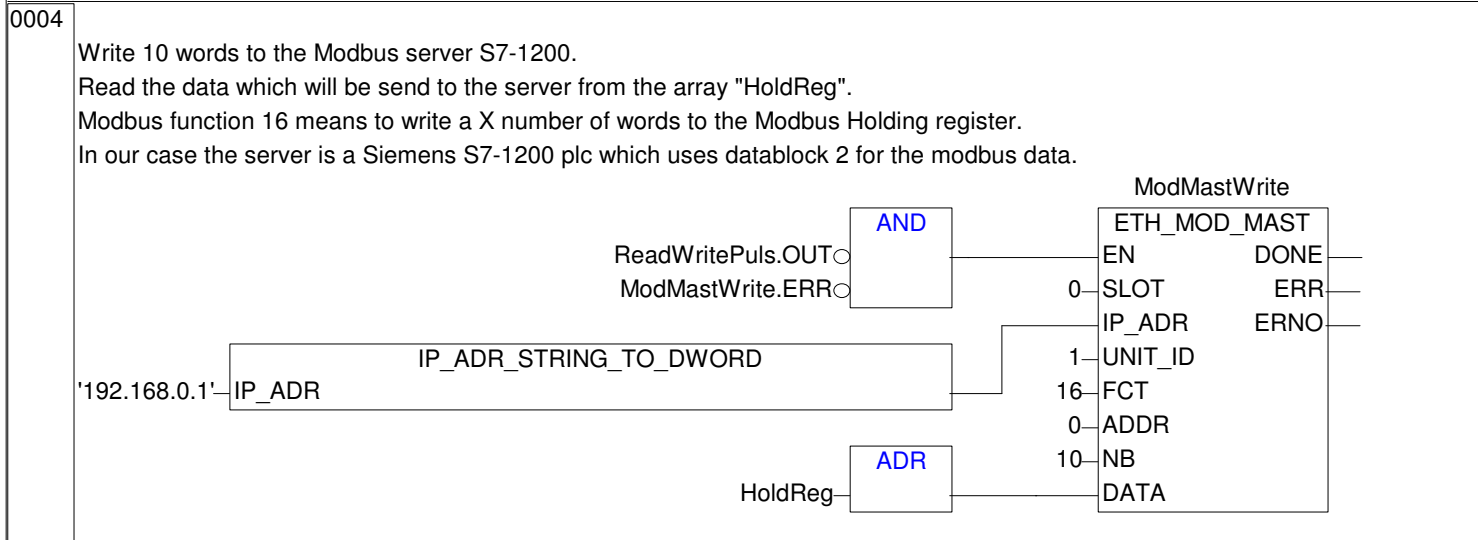 0004
Write 10 words to the Modbus server S7-1200.
Read the data which will be send to the server from the array "HoldReg".
Modbus function 16 means to write a X number of words to the Modbus Holding register.
In our case the server is a Siemens S7-1200 plc which uses datablock 2 for the modbus data.
ModMastWrite
AND ETH_MOD_MAST
ReadWritePuls.OUT EN DONE
ModMastWrite.ERR 0 SLOT ERR
IP_ADR ERNO
IP_ADR_STRING_TO_DWORD 1 UNIT_ID
'192.168.0.1' IP_ADR 16 FCT
0 ADDR
ADR 10 NB
HoldReg DATA